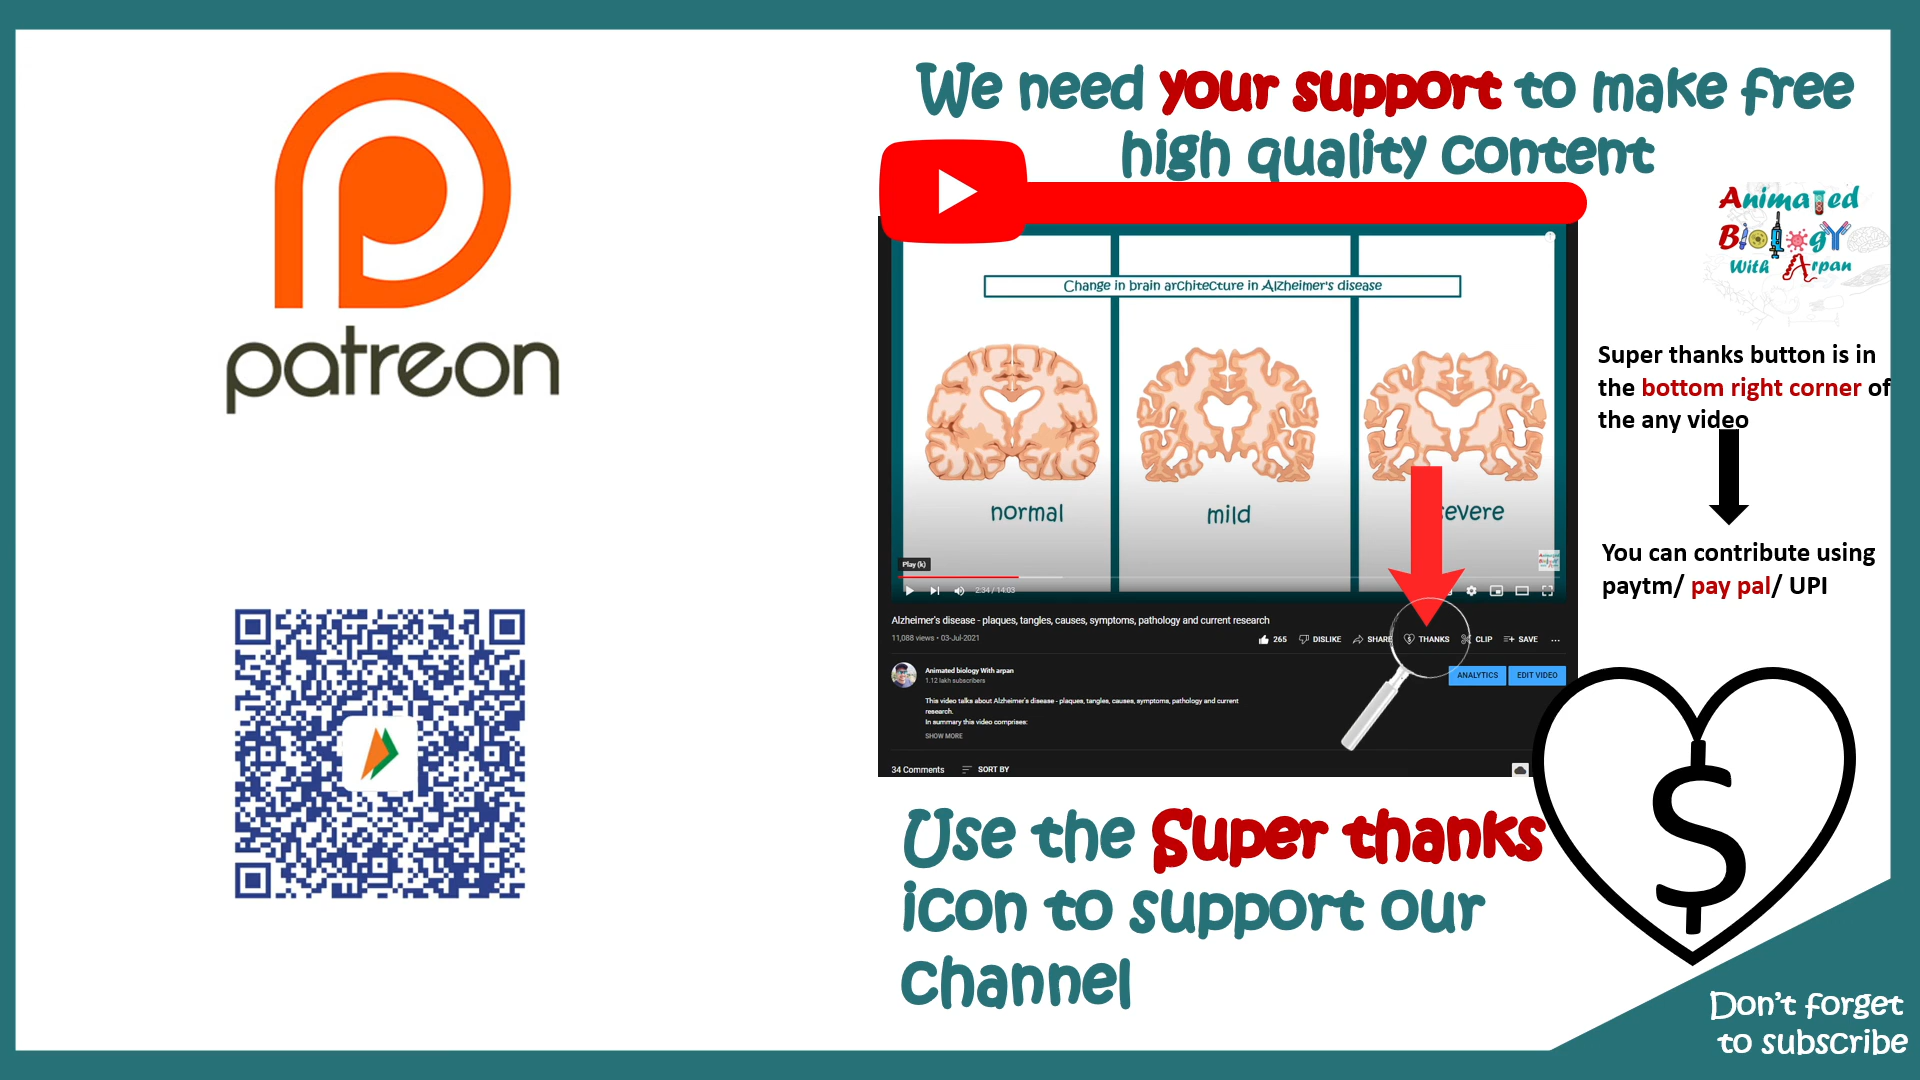 patreon
We need your support to make free
high quality content
Animated
Biology
With Arpan
Change in brain architecture in Alzheimer's disease
normal
mild
severe
Play (k)
2:34 / 14:03
Alzheimer's disease - plaques, tangles, causes, symptoms, pathology and current research
11,088 views • 03-Jul-2021
265 DISLIKE SHARE THANKS CLIP SAVE ...
Animated biology With arpan
1.12 lakh subscribers
ANALYTICS EDIT VIDEO
This video talks about Alzheimer's disease - plaques, tangles, causes, symptoms, pathology and current
research.
In summary this video comprises:
SHOW MORE
34 Comments SORT BY
Super thanks button is in
the bottom right corner of
the any video
You can contribute using
paytm/ pay pal/ UPI
$
Use the Super thanks
icon to support our
channel
Don't forget
to subscribe